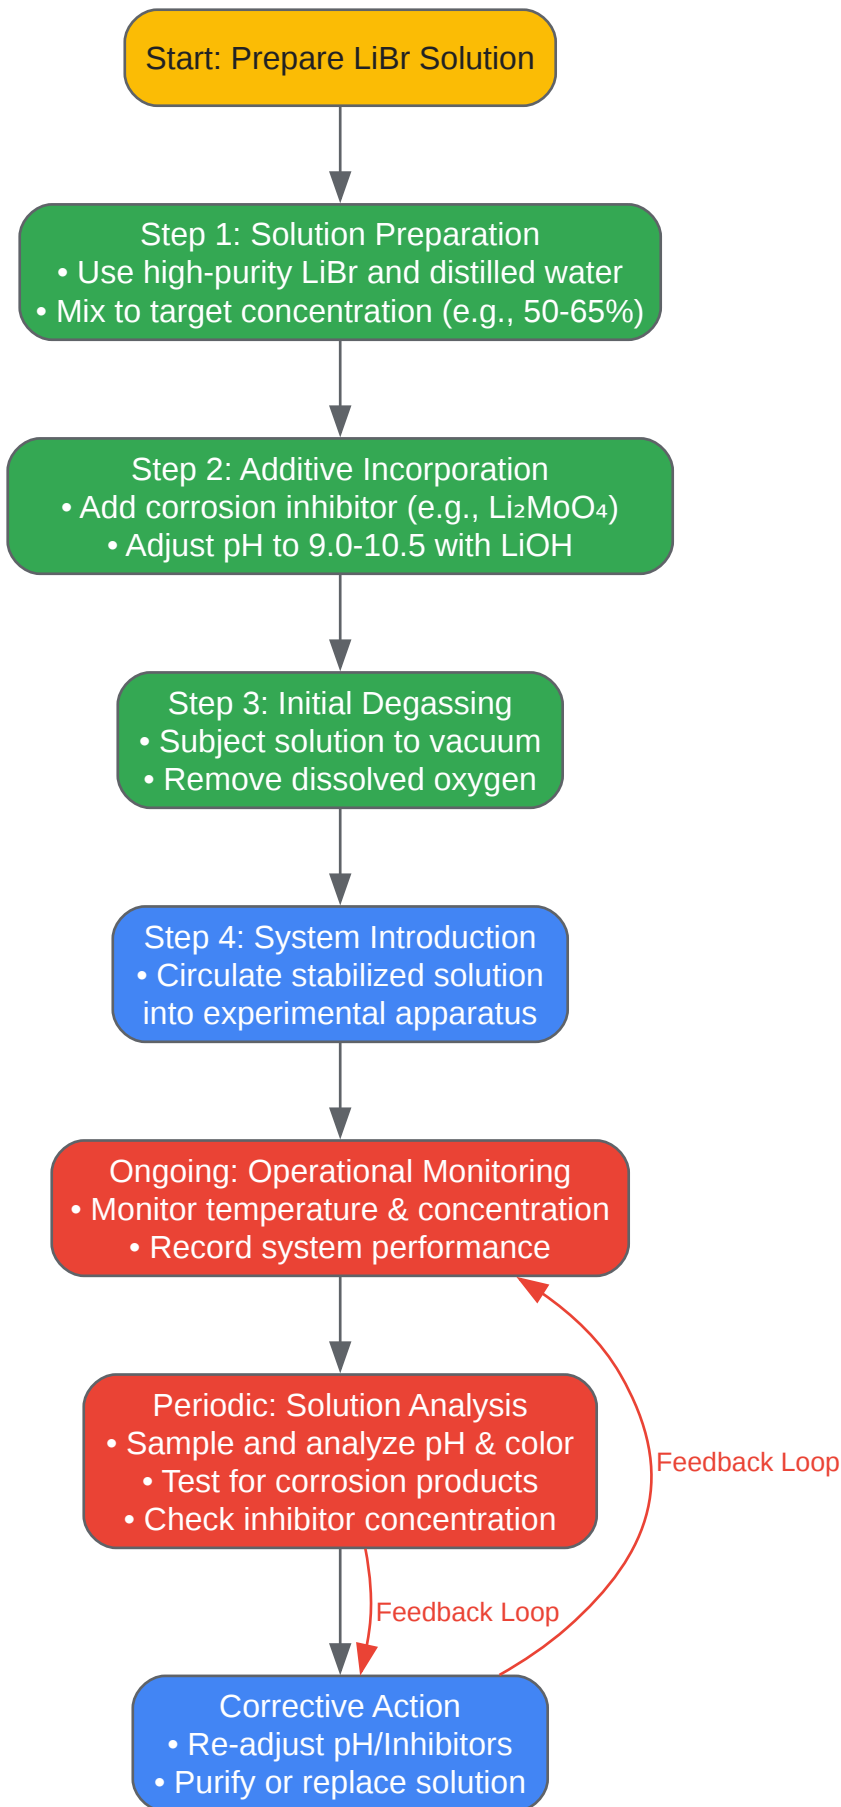 Start: Prepare LiBr Solution
Step 1: Solution Preparation
• Use high-purity LiBr and distilled water
• Mix to target concentration (e.g., 50-65%)
Step 2: Additive Incorporation
• Add corrosion inhibitor (e.g., Li₂MoO₄)
• Adjust pH to 9.0-10.5 with LiOH
Step 3: Initial Degassing
• Subject solution to vacuum
• Remove dissolved oxygen
Step 4: System Introduction
• Circulate stabilized solution
into experimental apparatus
Ongoing: Operational Monitoring
• Monitor temperature & concentration
• Record system performance
Periodic: Solution Analysis
• Sample and analyze pH & color
• Test for corrosion products
• Check inhibitor concentration
Feedback Loop
Feedback Loop
Corrective Action
• Re-adjust pH/Inhibitors
• Purify or replace solution